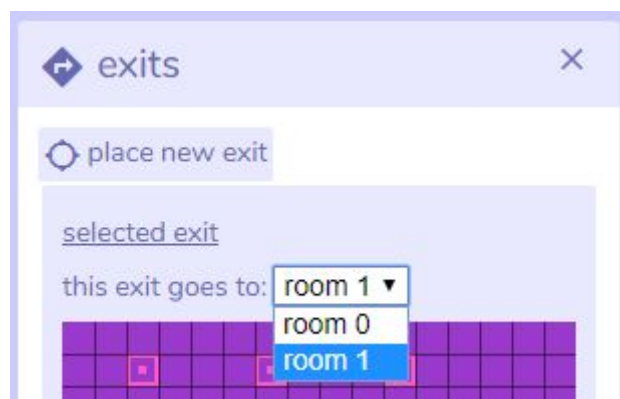 exits
place new exit
selected exit
this exit goes to: room 1
room 0
room 1